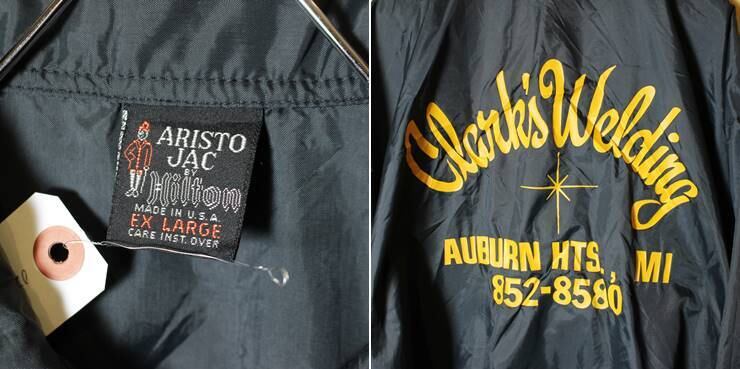 ARISTO
JAC
BY
Hilton
MADE IN U.S.A.
EX LARGE
CARE INST. OVER
Clark's Welding
AUBURN HTS., MI
852-8580